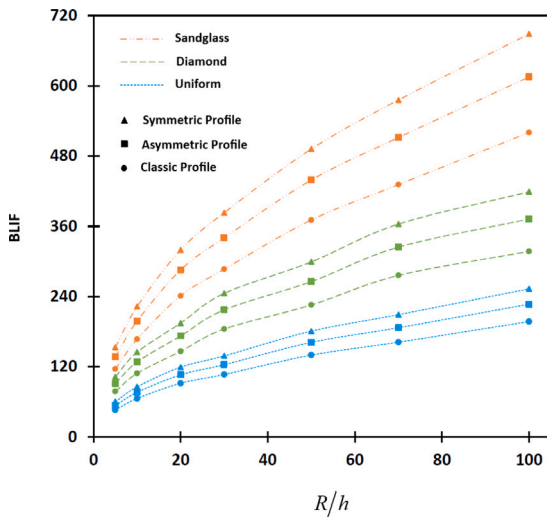 720
600
480
360
240
120
0
BLIF
Sandglass
Diamond
Uniform
Symmetric Profile
Asymmetric Profile
Classic Profile
0 20 40 60 80 100
R/h